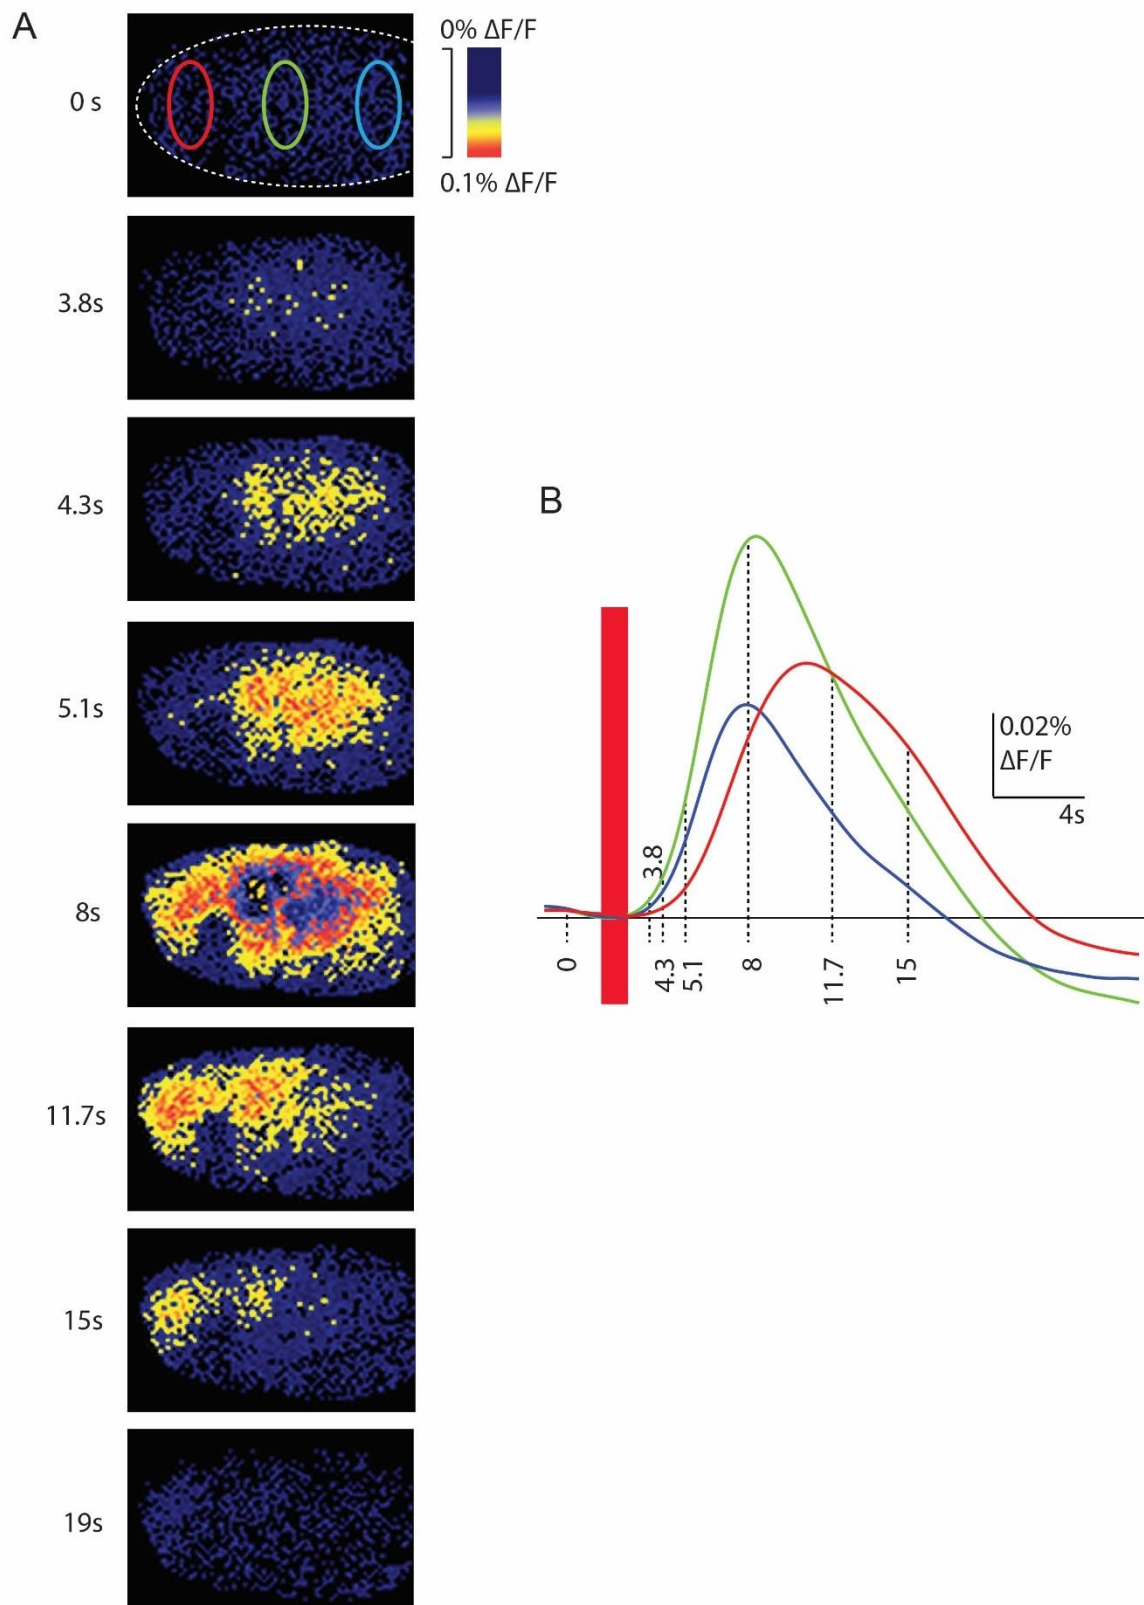 A
0% ΔF/F
0.1% ΔF/F
0 s
3.8s
4.3s
5.1s
8s
11.7s
15s
19s
B
0.02%
ΔF/F
4s
3.8
0
4.3
5.1
8
11.7
15